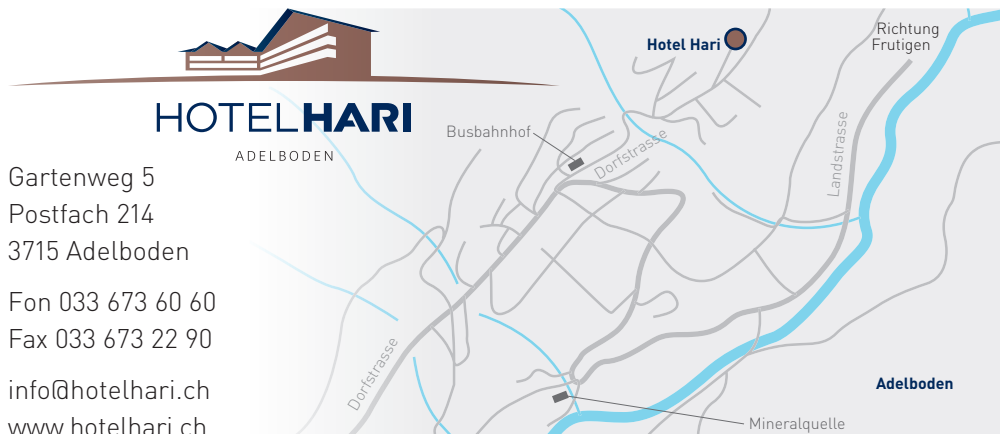 HOTELHARI
ADELBODEN
Gartenweg 5
Postfach 214
3715 Adelboden
Fon 033 673 60 60
Fax 033 673 22 90
info@hotelhari.ch
www.hotelhari.ch
Hotel Hari
Richtung
Frutigen
Busbahnhof
Dorfstrasse
Landstrasse
Dorfstrasse
Adelboden
Mineralquelle